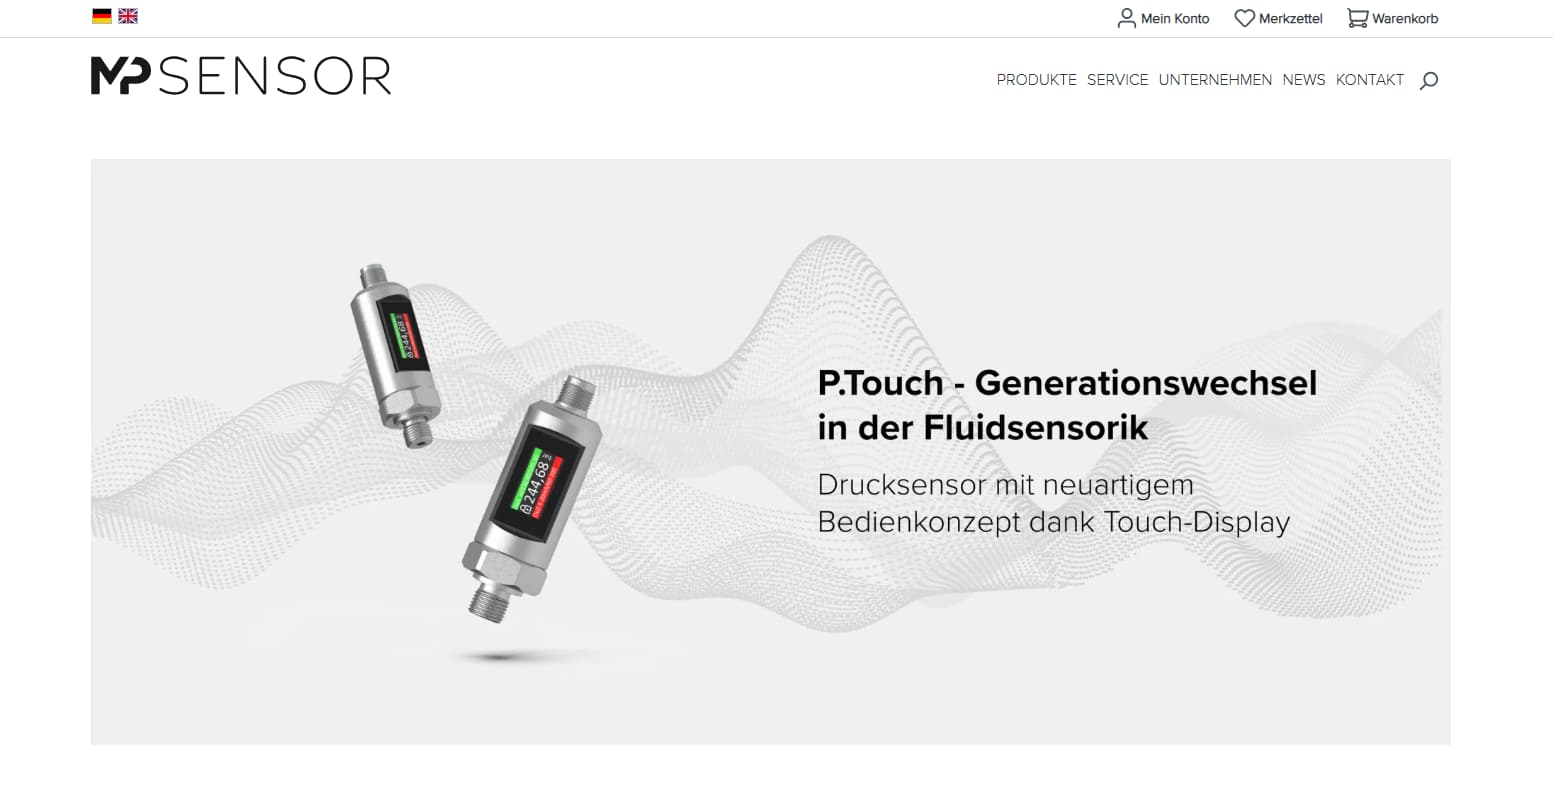 Mein Konto Merkzettel Warenkorb
MP SENSOR
PRODUKTE SERVICE UNTERNEHMEN NEWS KONTAKT
P.Touch - Generationswechsel
in der Fluidsensorik
Drucksensor mit neuartigem
Bedienkonzept dank Touch-Display
244,68
244,68